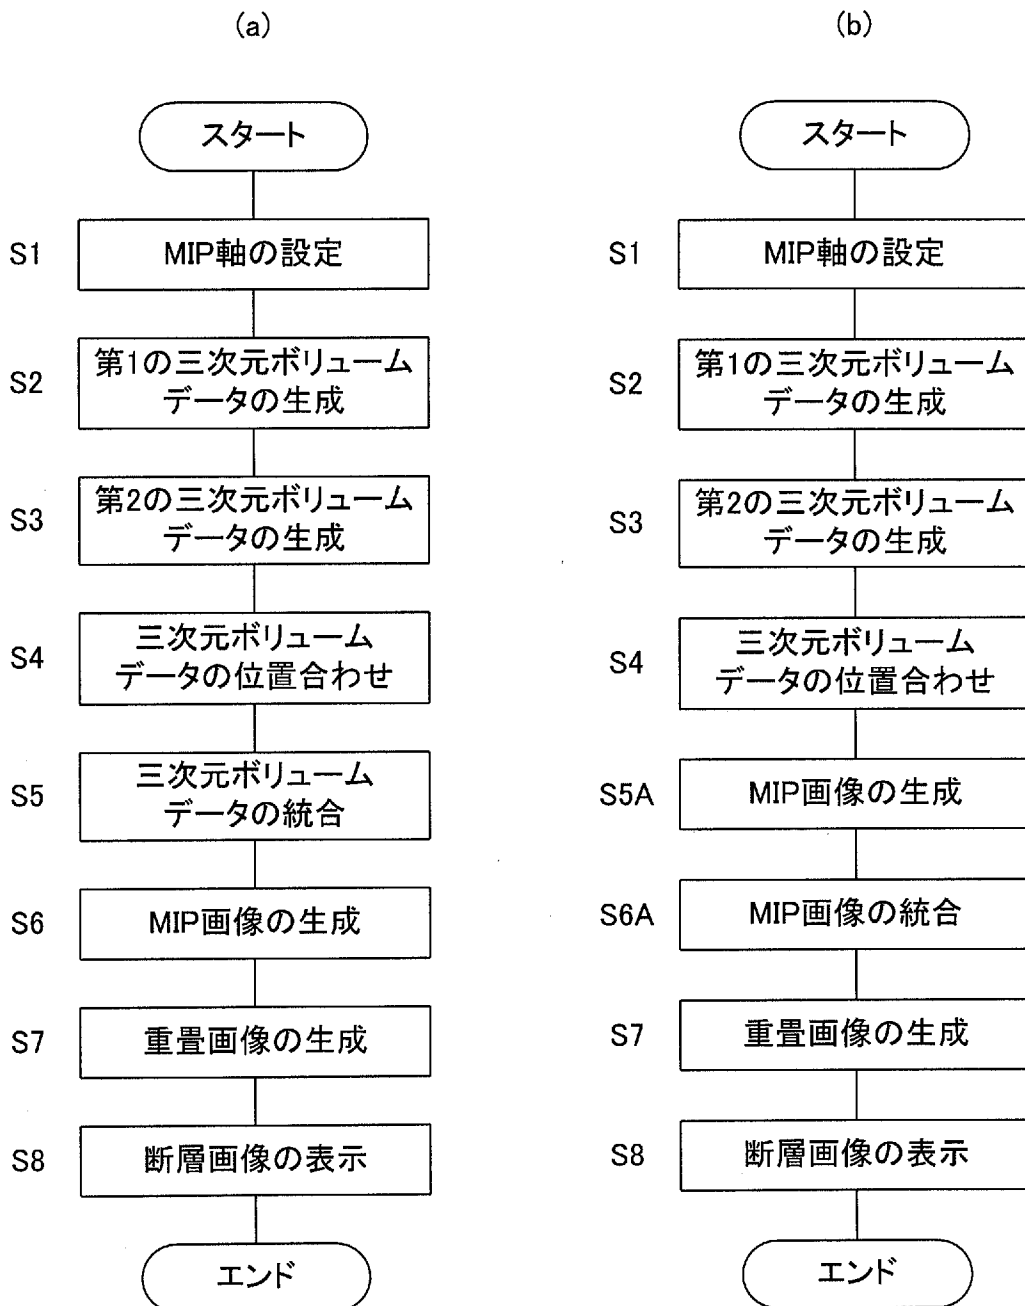 (a)
スタート
S1
MIP軸の設定
S2
第1の三次元ボリューム
データの生成
S3
第2の三次元ボリューム
データの生成
S4
三次元ボリューム
データの位置合わせ
S5
三次元ボリューム
データの統合
S6
MIP画像の生成
S7
重畳画像の生成
S8
断層画像の表示
エンド
(b)
スタート
S1
MIP軸の設定
S2
第1の三次元ボリューム
データの生成
S3
第2の三次元ボリューム
データの生成
S4
三次元ボリューム
データの位置合わせ
S5A
MIP画像の生成
S6A
MIP画像の統合
S7
重畳画像の生成
S8
断層画像の表示
エンド